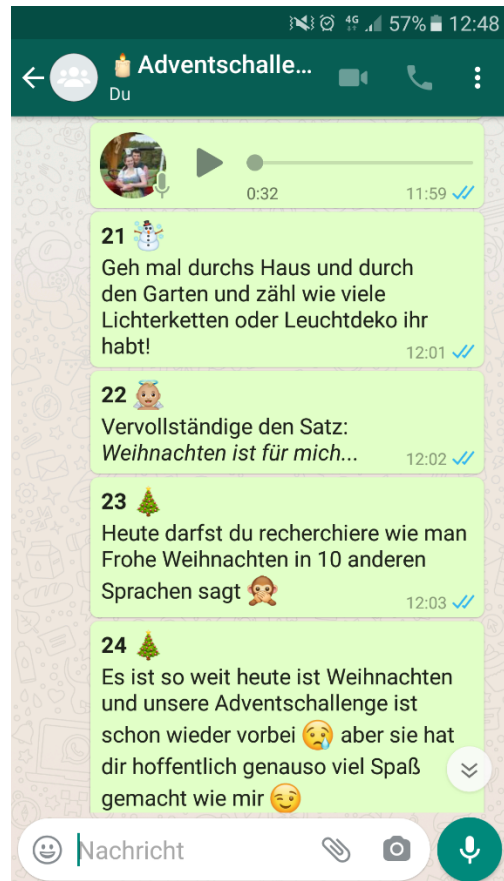 4G 57% 12:48
Adventschalle...
Du
0:32 11:59
21
Geh mal durchs Haus und durch
den Garten und zähl wie viele
Lichterketten oder Leuchtdeko ihr
habt!
12:01
22
Vervollständige den Satz:
Weihnachten ist für mich...
12:02
23
Heute darfst du recherchiere wie man
Frohe Weihnachten in 10 anderen
Sprachen sagt
12:03
24
Es ist so weit heute ist Weihnachten
und unsere Adventschallenge ist
schon wieder vorbei aber sie hat
dir hoffentlich genauso viel Spaß
gemacht wie mir
Nachricht